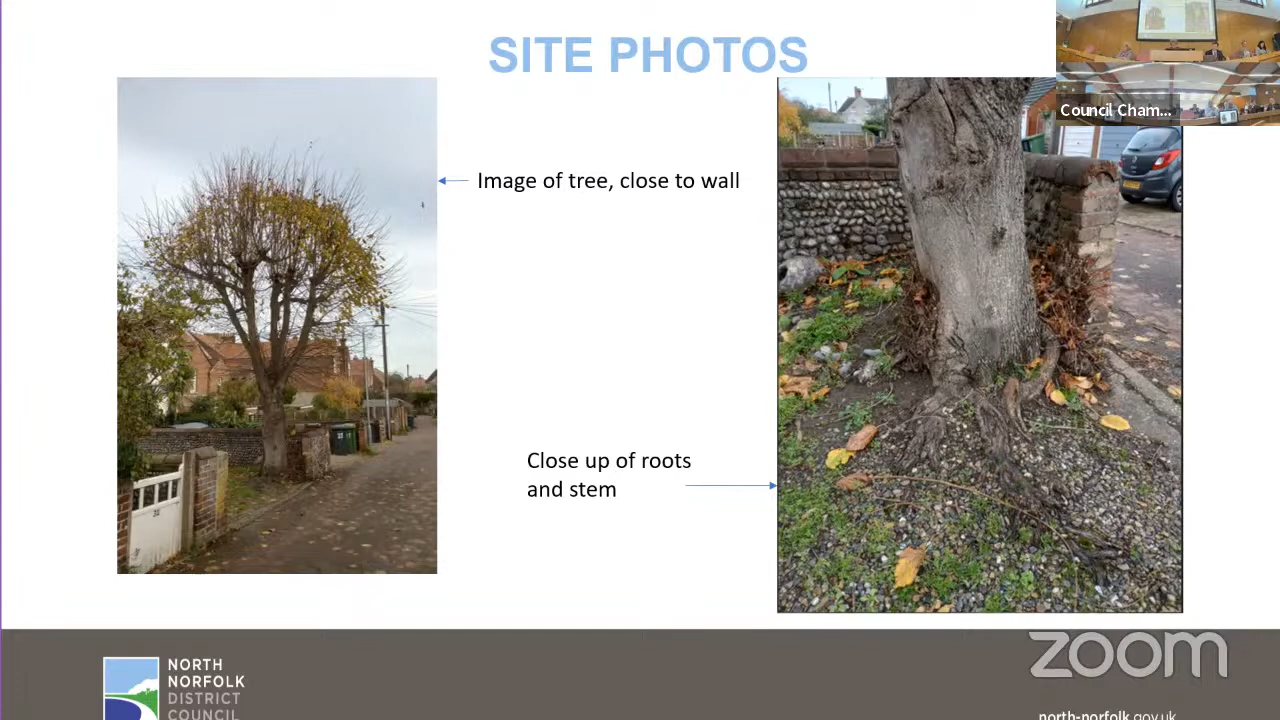 SITE PHOTOS
Council Cham...
Image of tree, close to wall
Close up of roots
and stem
zoom
NORTH
NORFOLK
DISTRICT
COUNCIL
north-norfolk.gov.uk